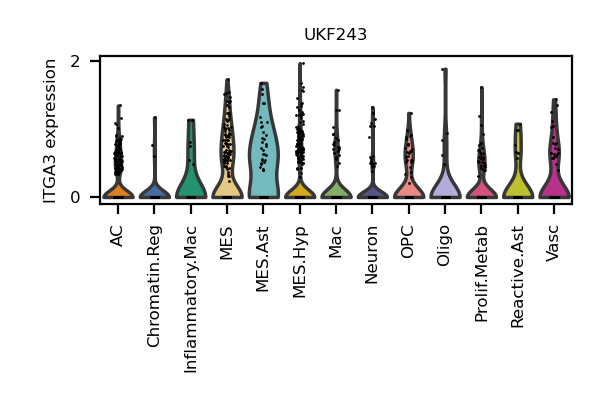 UKF243
ITGA3 expression
2
0
AC
Chromatin.Reg
Inflammatory.Mac
MES
MES.Ast
MES.Hyp
Mac
Neuron
OPC
Oligo
Prolif.Metab
Reactive.Ast
Vasc